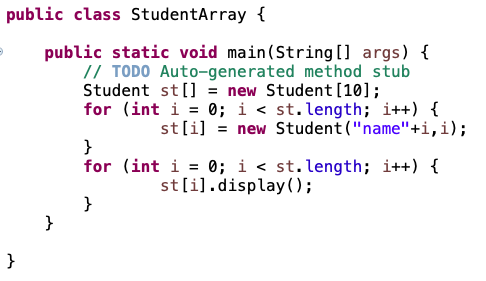 public class StudentArray {
public static void main(String[] args) {
// TODO Auto-generated method stub
Student st[] = new Student[10];
for (int i = 0; i < st.length; i++) {
st[i] = new Student("name"+i,i);
}
for (int i = 0; i < st.length; i++) {
st[i].display();
}
}
}